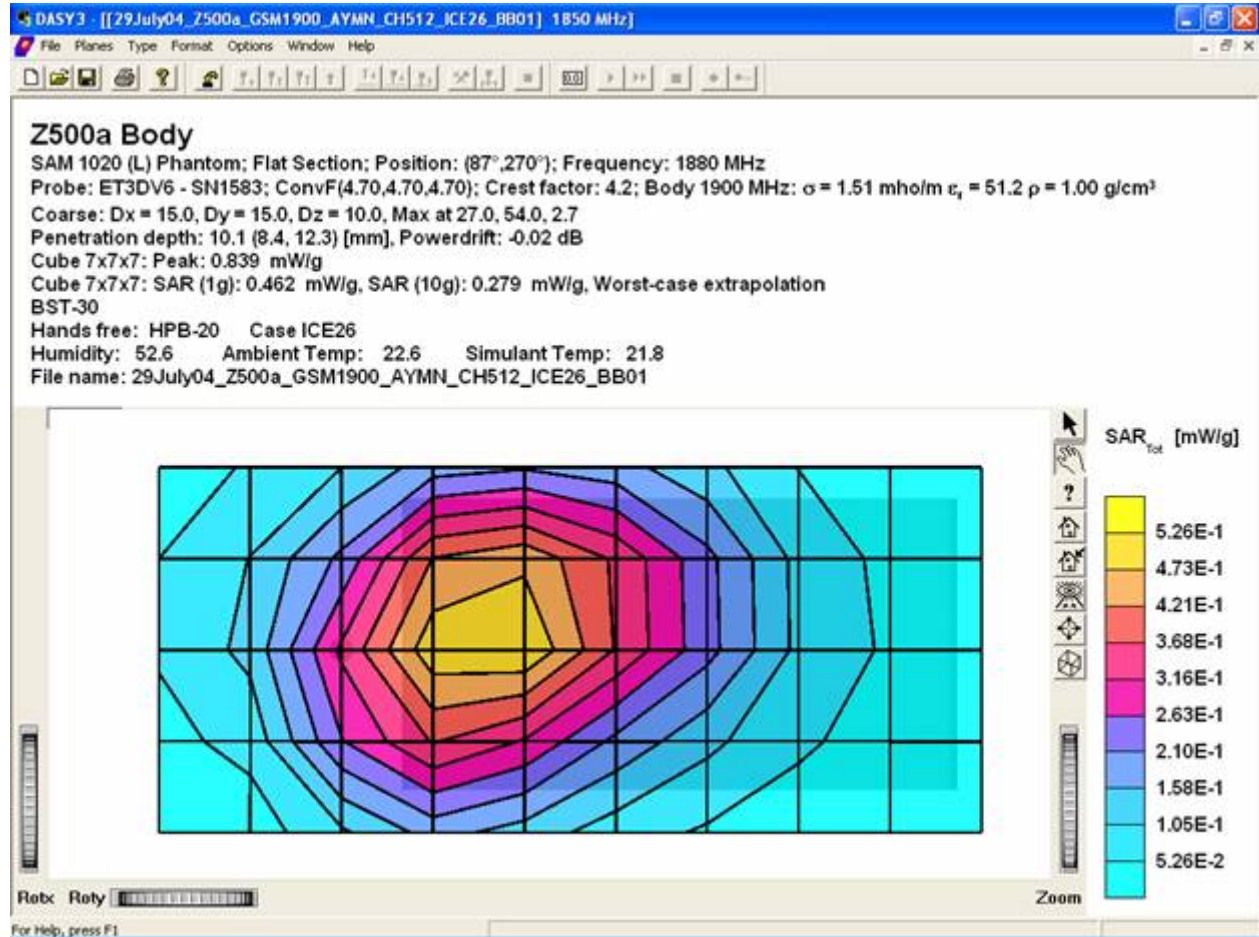 DASY3 - [[29July04_Z500a_GSM1900_AYMN_CH512_ICE26_BB01] 1850 MHz]
File Planes Type Format Options Window Help
Z500a Body
SAM 1020 (L) Phantom; Flat Section; Position: (87°,270°); Frequency: 1880 MHz
Probe: ET3DV6 - SN1583; ConvF(4.70,4.70,4.70); Crest factor: 4.2; Body 1900 MHz: σ = 1.51 mho/m εr = 51.2 ρ = 1.00 g/cm³
Coarse: Dx = 15.0, Dy = 15.0, Dz = 10.0, Max at 27.0, 54.0, 2.7
Penetration depth: 10.1 (8.4, 12.3) [mm], Powerdrift: -0.02 dB
Cube 7x7x7: Peak: 0.839 mW/g
Cube 7x7x7: SAR (1g): 0.462 mW/g, SAR (10g): 0.279 mW/g, Worst-case extrapolation
BST-30
Hands free: HPB-20 Case ICE26
Humidity: 52.6 Ambient Temp: 22.6 Simulant Temp: 21.8
File name: 29July04_Z500a_GSM1900_AYMN_CH512_ICE26_BB01
SAR Tot [mW/g]
5.26E-1
4.73E-1
4.21E-1
3.68E-1
3.16E-1
2.63E-1
2.10E-1
1.58E-1
1.05E-1
5.26E-2
Rotx Roty Zoom
For Help, press F1